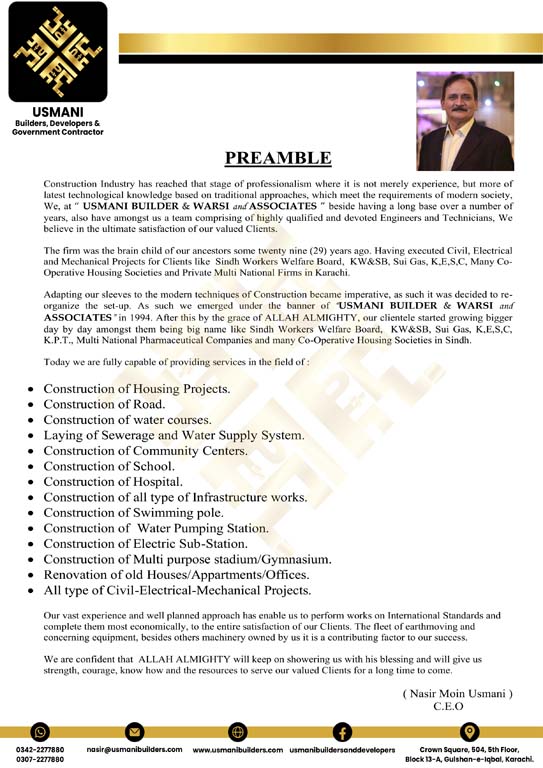 USMANI
Builders, Developers &
Government Contractor
PREAMBLE
Construction Industry has reached that stage of professionalism where it is not merely experience, but more of
latest technological knowledge based on traditional approaches, which meet the requirements of modern society,
We, at “ USMANI BUILDER & WARSI and ASSOCIATES ” beside having a long base over a number of
years, also have amongst us a team comprising of highly qualified and devoted Engineers and Technicians, We
believe in the ultimate satisfaction of our valued Clients.
The firm was the brain child of our ancestors some twenty nine (29) years ago. Having executed Civil, Electrical
and Mechanical Projects for Clients like Sindh Workers Welfare Board, KW&SB, Sui Gas, K,E,S,C, Many Co-
Operative Housing Societies and Private Multi National Firms in Karachi.
Adapting our sleeves to the modern techniques of Construction became imperative, as such it was decided to re-
organize the set-up. As such we emerged under the banner of “USMANI BUILDER & WARSI and
ASSOCIATES” in 1994. After this by the grace of ALLAH ALMIGHTY, our clientele started growing bigger
day by day amongst them being big name like Sindh Workers Welfare Board, KW&SB, Sui Gas, K,E,S,C,
K.P.T., Multi National Pharmaceutical Companies and many Co-Operative Housing Societies in Sindh.
Today we are fully capable of providing services in the field of :
• Construction of Housing Projects.
• Construction of Road.
• Construction of water courses.
• Laying of Sewerage and Water Supply System.
• Construction of Community Centers.
• Construction of School.
• Construction of Hospital.
• Construction of all type of Infrastructure works.
• Construction of Swimming pole.
• Construction of Water Pumping Station.
• Construction of Electric Sub-Station.
• Construction of Multi purpose stadium/Gymnasium.
• Renovation of old Houses/Appartments/Offices.
• All type of Civil-Electrical-Mechanical Projects.
Our vast experience and well planned approach has enable us to perform works on International Standards and
complete them most economically, to the entire satisfaction of our Clients. The fleet of earthmoving and
concerning equipment, besides others machinery owned by us it is a contributing factor to our success.
We are confident that ALLAH ALMIGHTY will keep on showering us with his blessing and will give us
strength, courage, know how and the resources to serve our valued Clients for a long time to come.
( Nasir Moin Usmani )
C.E.O
0342-2277880
0307-2277880
nasir@usmanibuilders.com
www.usmanibuilders.com
usmanibuildersanddevelopers
Crown Square, 504, 5th Floor,
Block 13-A, Gulshan-e-Iqbal, Karachi.